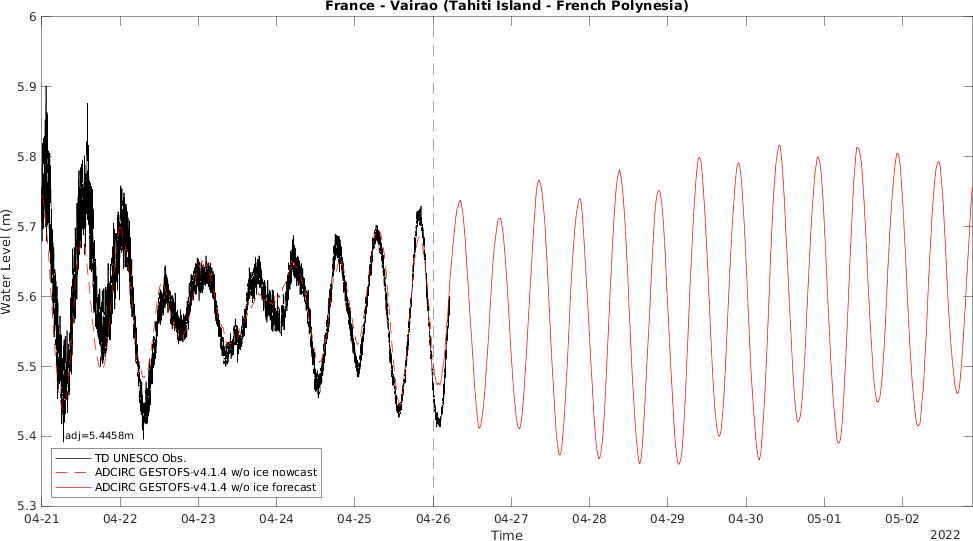 France - Vairao (Tahiti Island - French Polynesia)
6
5.9
5.8
5.7
5.6
5.5
5.4
5.3
Water Level (m)
adj=5.4458m
TD UNESCO Obs.
ADCIRC GESTOFS-v4.1.4 w/o ice nowcast
ADCIRC GESTOFS-v4.1.4 w/o ice forecast
04-21 04-22 04-23 04-24 04-25 04-26 04-27 04-28 04-29 04-30 05-01 05-02
Time
2022